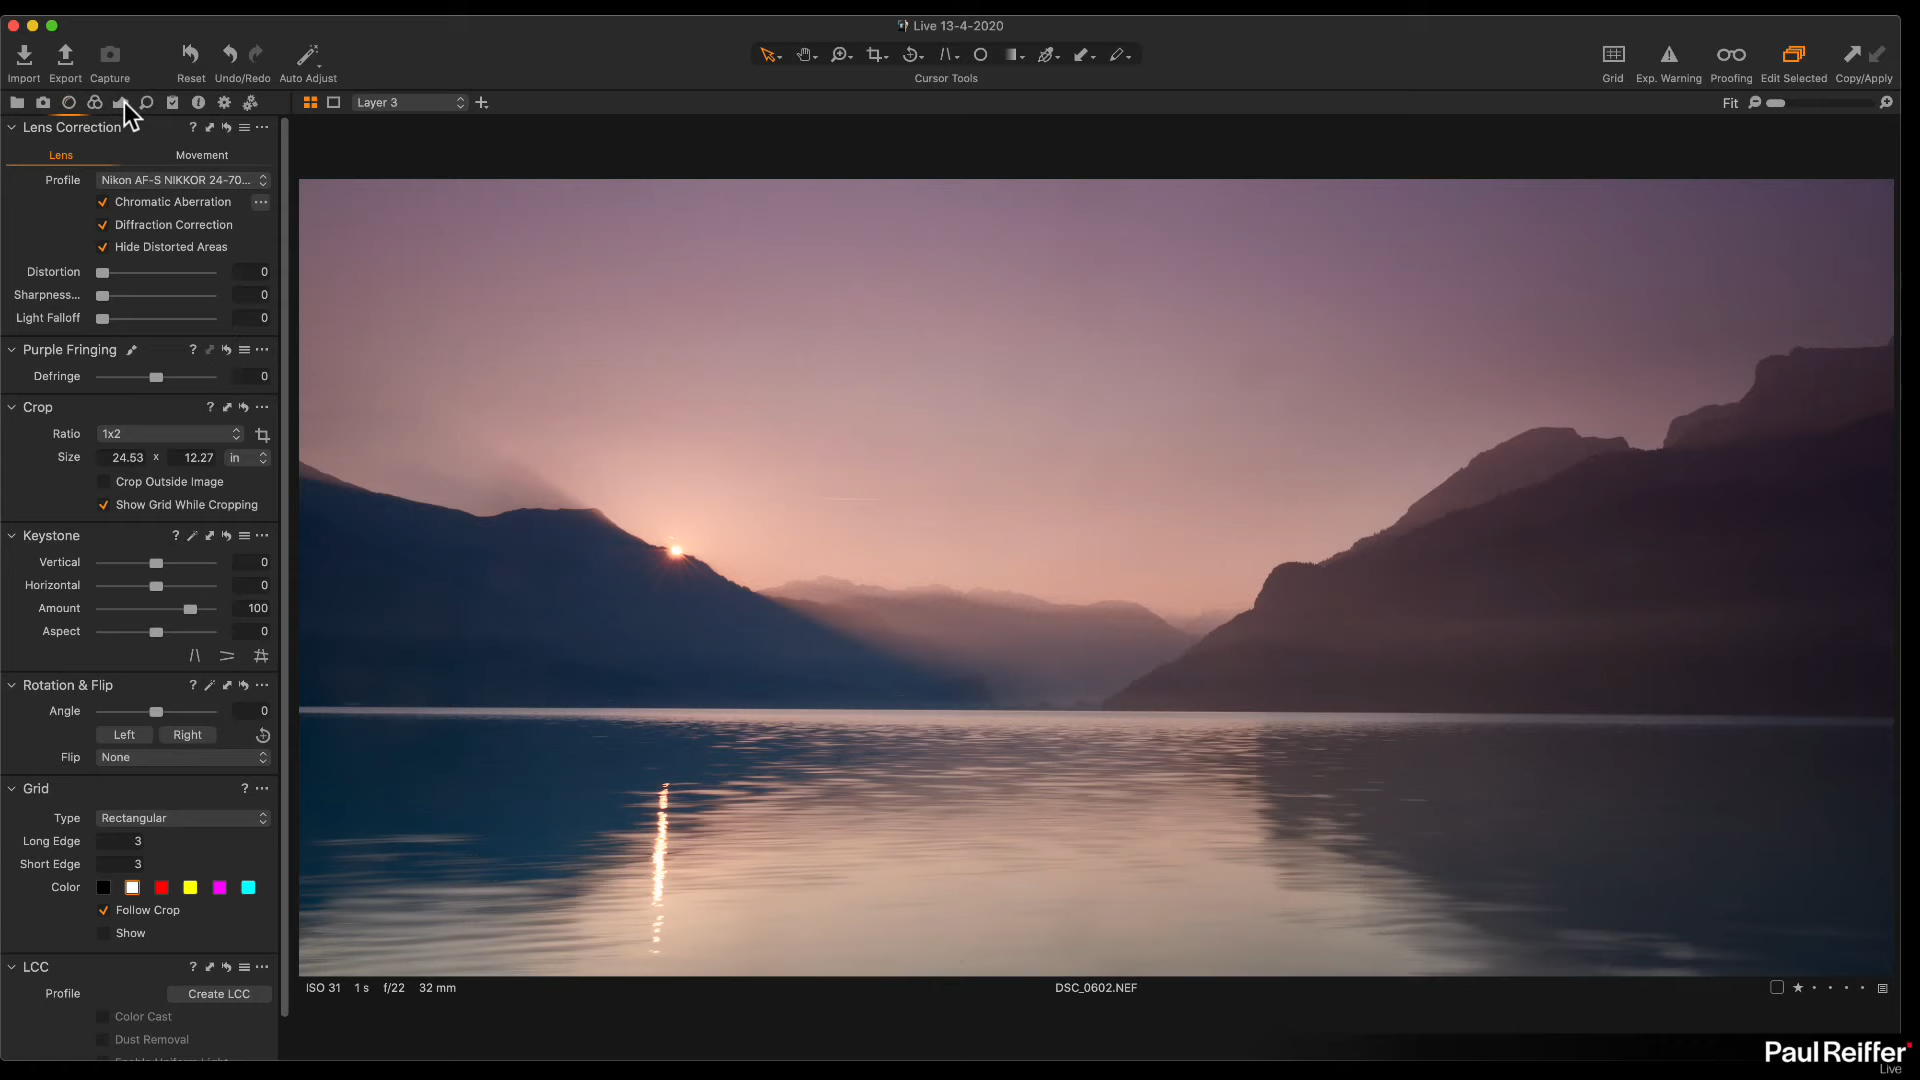 Live 13-4-2020
Import Export Capture Reset Undo/Redo Auto Adjust Cursor Tools Grid Exp. Warning Proofing Edit Selected Copy/Apply
Layer 3 Fit
Lens Correction ?
Lens Movement
Profile Nikon AF-S NIKKOR 24-70...
Chromatic Aberration
Diffraction Correction
Hide Distorted Areas
Distortion 0
Sharpness... 0
Light Falloff 0
Purple Fringing ?
Defringe 0
Crop ?
Ratio 1x2
Size 24.53 x 12.27 in
Crop Outside Image
Show Grid While Cropping
Keystone ?
Vertical 0
Horizontal 0
Amount 100
Aspect 0
Rotation & Flip ?
Angle 0
Left Right
Flip None
Grid ?
Type Rectangular
Long Edge 3
Short Edge 3
Color
Follow Crop
Show
LCC ?
Profile Create LCC
Color Cast
Dust Removal
ISO 31 1 s f/22 32 mm DSC_0602.NEF
Paul Reiffer
Live